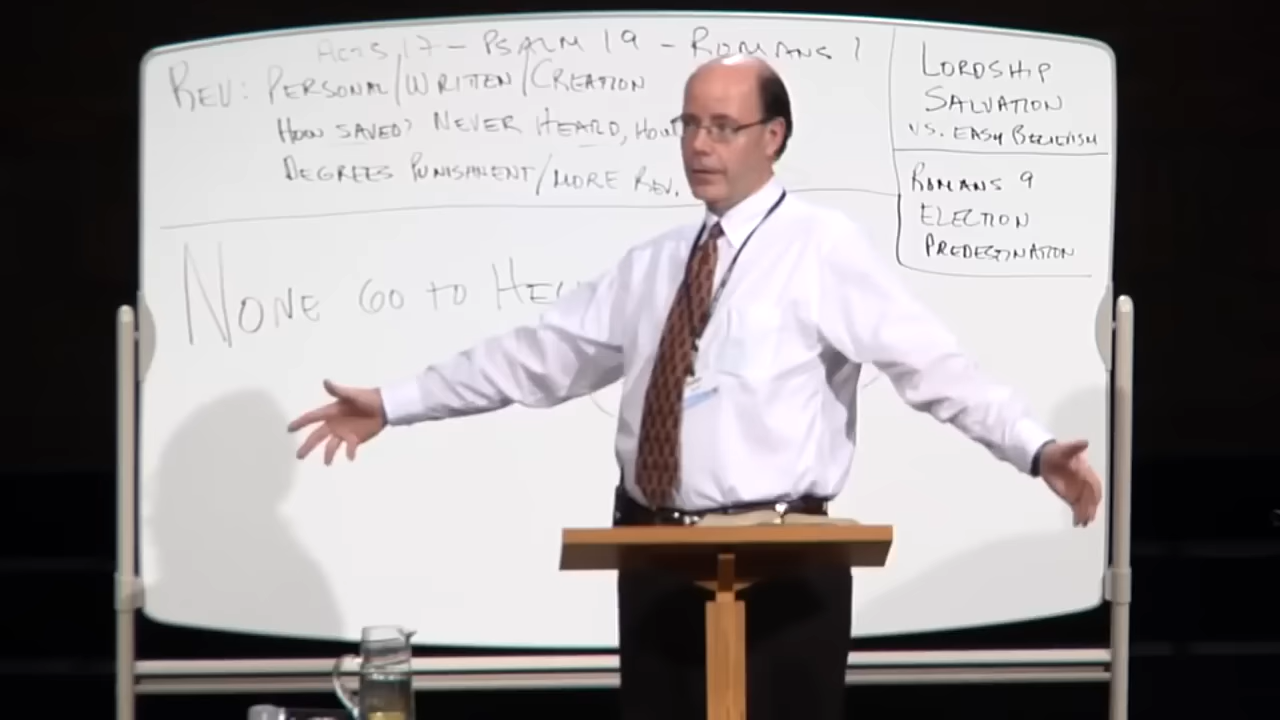 ACTS 17 - PSALM 19 - ROMANS 1
REV: PERSONAL/WRITTEN/CREATION
HOW SAVED? NEVER HEARD, HOW
DEGREES PUNISHMENT/MORE REV.
NONE GO TO
LORDSHIP
SALVATION
VS. EASY BELIEVISM
ROMANS 9
ELECTION
PREDESTINATION